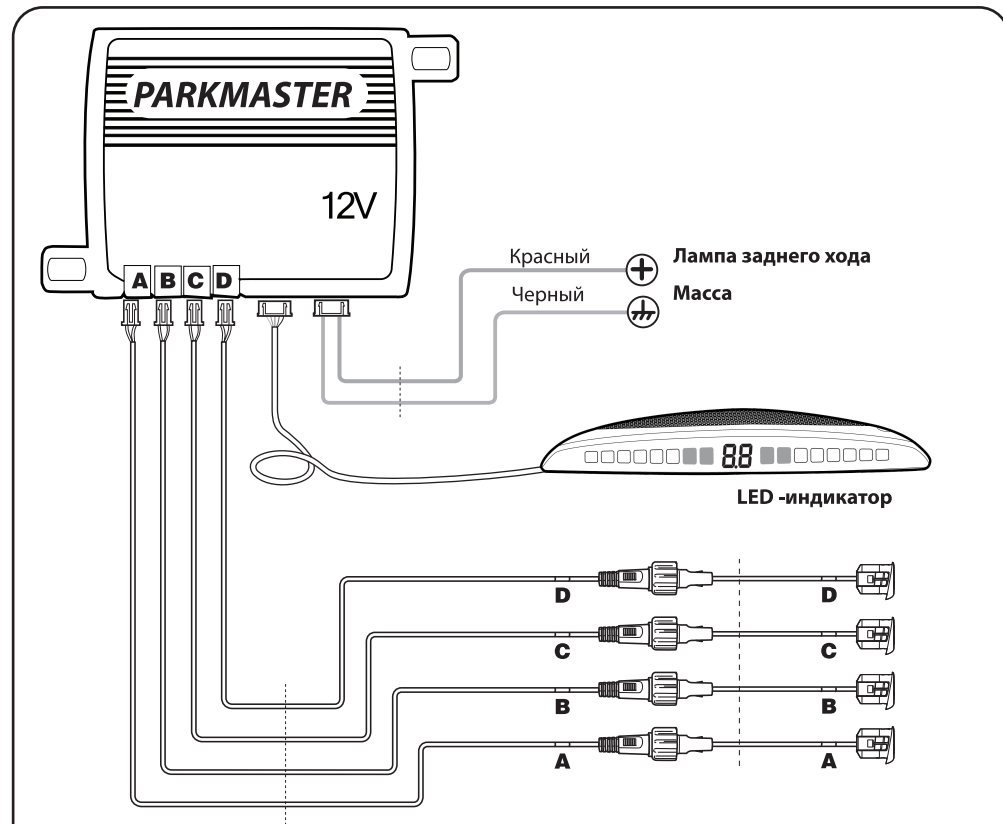 PARKMASTER
12V
A B C D
Красный
Лампа заднего хода
Черный
Масса
8.8
LED -индикатор
D D
C C
B B
A A